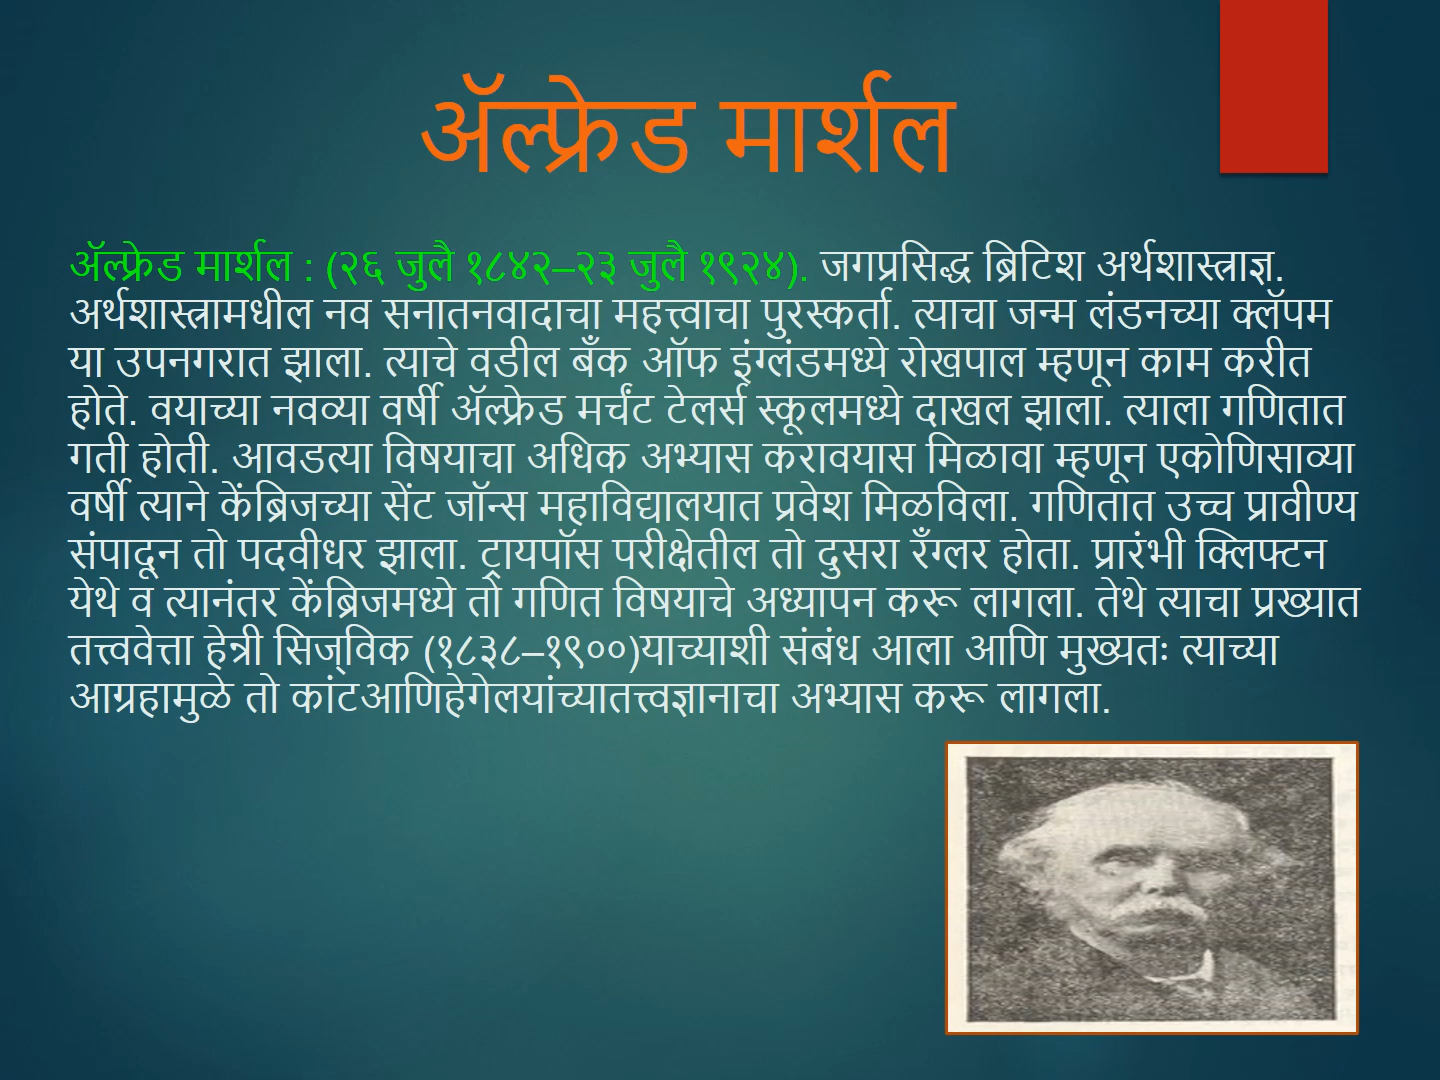 ॲल्फ्रेड मार्शल
ॲल्फ्रेड मार्शल : (२६ जुलै १८४२–२३ जुलै १९२४). जगप्रसिद्ध ब्रिटिश अर्थशास्त्रज्ञ.
अर्थशास्त्रामधील नव सनातनवादाचा महत्त्वाचा पुरस्कर्ता. त्याचा जन्म लंडनच्या क्लॅपम
या उपनगरात झाला. त्याचे वडील बँक ऑफ इंग्लंडमध्ये रोखपाल म्हणून काम करीत
होते. वयाच्या नवव्या वर्षी ॲल्फ्रेड मर्चंट टेलर्स स्कूलमध्ये दाखल झाला. त्याला गणितात
गती होती. आवडत्या विषयाचा अधिक अभ्यास करावयास मिळावा म्हणून एकोणिसाव्या
वर्षी त्याने केंब्रिजच्या सेंट जॉन्स महाविद्यालयात प्रवेश मिळविला. गणितात उच्च प्रावीण्य
संपादून तो पदवीधर झाला. ट्रायपॉस परीक्षेतील तो दुसरा रँग्लर होता. प्रारंभी क्लिफ्टन
येथे व त्यानंतर केंब्रिजमध्ये तो गणित विषयाचे अध्यापन करू लागला. तेथे त्याचा प्रख्यात
तत्त्ववेत्ता हेन्री सिज्‌विक (१८३८–१९००)याच्याशी संबंध आला आणि मुख्यतः त्याच्या
आग्रहामुळे तो कांटआणिहेगेलयांच्यातत्त्वज्ञानाचा अभ्यास करू लागला.